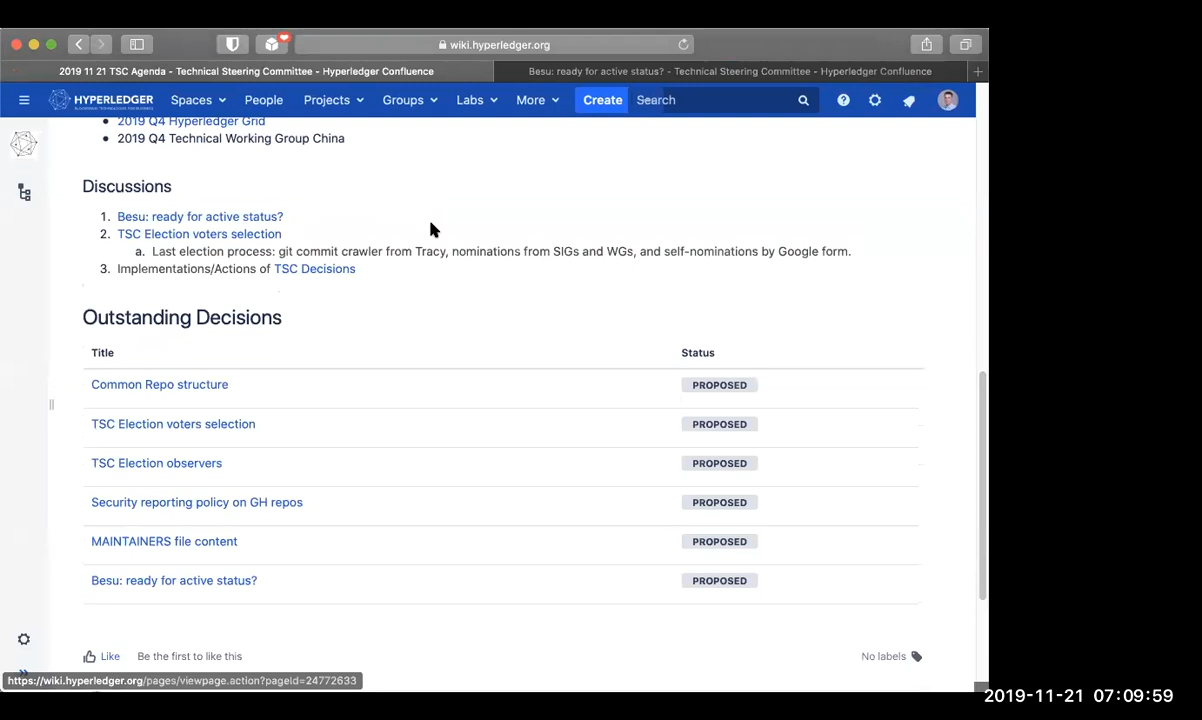 wiki.hyperledger.org
2019 11 21 TSC Agenda - Technical Steering Committee - Hyperledger Confluence
Besu: ready for active status? - Technical Steering Committee - Hyperledger Confluence
HYPERLEDGER Spaces People Projects Groups Labs More Create Search
• 2019 Q4 Hyperledger Grid
• 2019 Q4 Technical Working Group China
Discussions
1. Besu: ready for active status?
2. TSC Election voters selection
a. Last election process: git commit crawler from Tracy, nominations from SIGs and WGs, and self-nominations by Google form.
3. Implementations/Actions of TSC Decisions
Outstanding Decisions
Title Status
Common Repo structure PROPOSED
TSC Election voters selection PROPOSED
TSC Election observers PROPOSED
Security reporting policy on GH repos PROPOSED
MAINTAINERS file content PROPOSED
Besu: ready for active status? PROPOSED
Like Be the first to like this No labels
https://wiki.hyperledger.org/pages/viewpage.action?pageId=24772633
2019-11-21 07:09:59